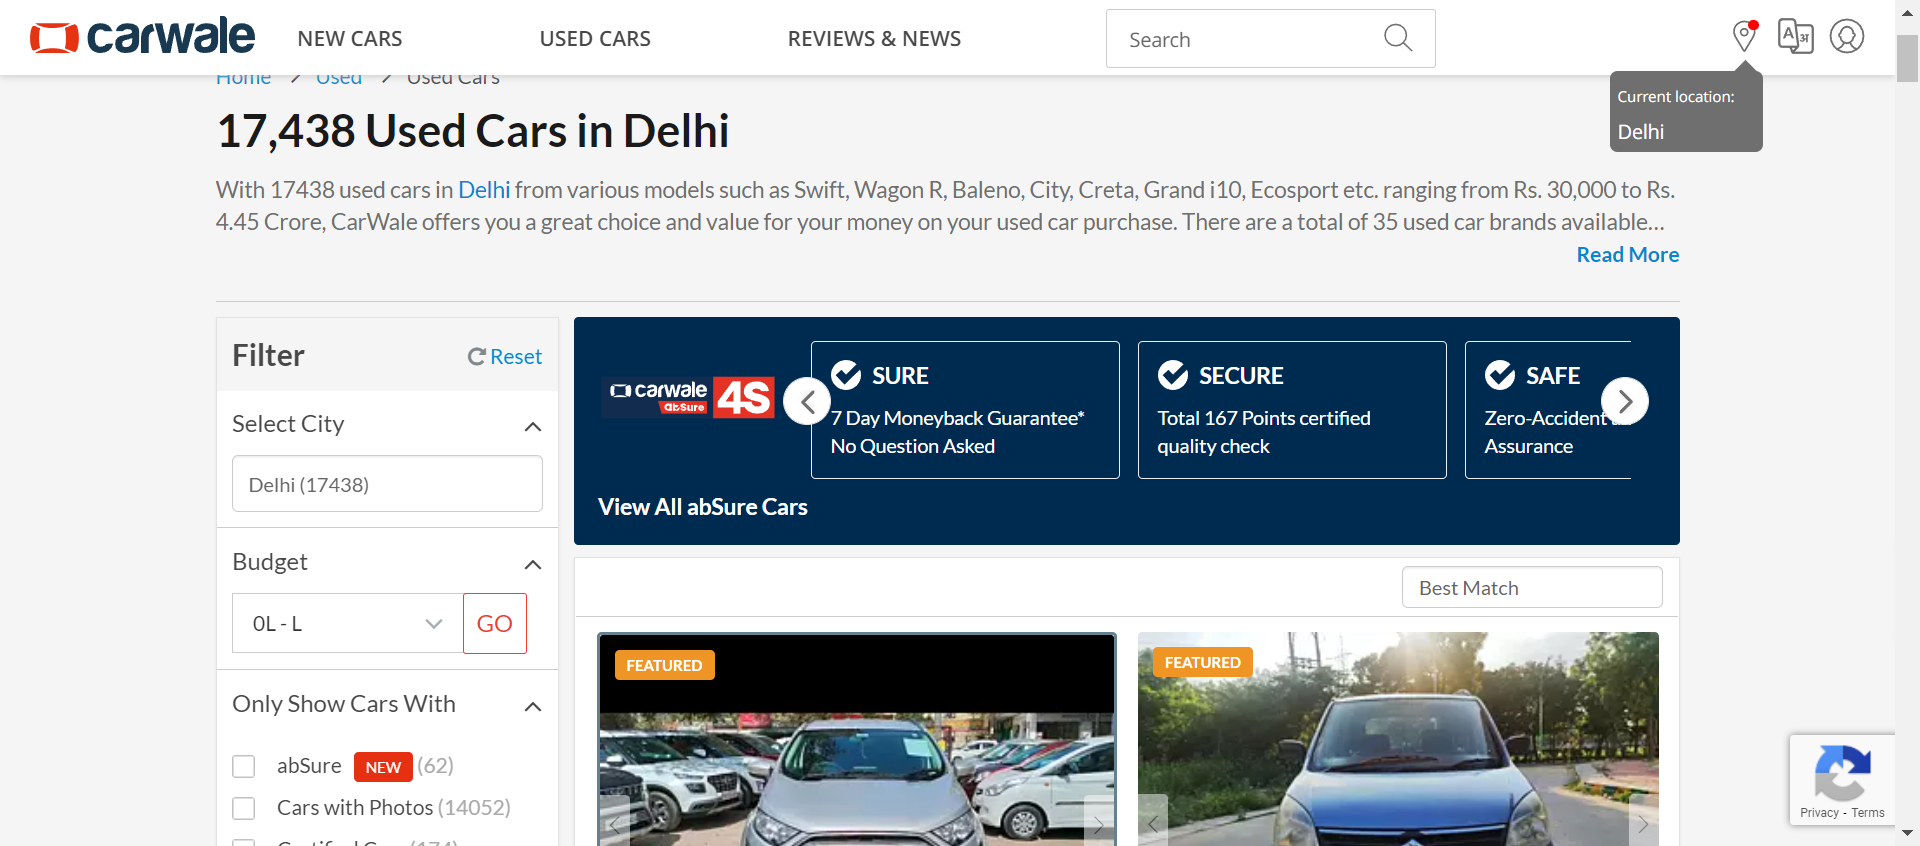 carwale
NEW CARS
USED CARS
REVIEWS & NEWS
Search
Current location:
Delhi
Home
Used
Used Cars
17,438 Used Cars in Delhi
With 17438 used cars in Delhi from various models such as Swift, Wagon R, Baleno, City, Creta, Grand i10, Ecosport etc. ranging from Rs. 30,000 to Rs.
4.45 Crore, CarWale offers you a great choice and value for your money on your used car purchase. There are a total of 35 used car brands available...
Read More
Filter
Reset
Select City
Delhi (17438)
Budget
0L - L
GO
Only Show Cars With
abSure NEW (62)
Cars with Photos (14052)
carwale
abSure
4S
SURE
7 Day Moneyback Guarantee*
No Question Asked
SECURE
Total 167 Points certified
quality check
SAFE
Zero-Accident
Assurance
View All abSure Cars
Best Match
FEATURED
FEATURED
Privacy - Terms